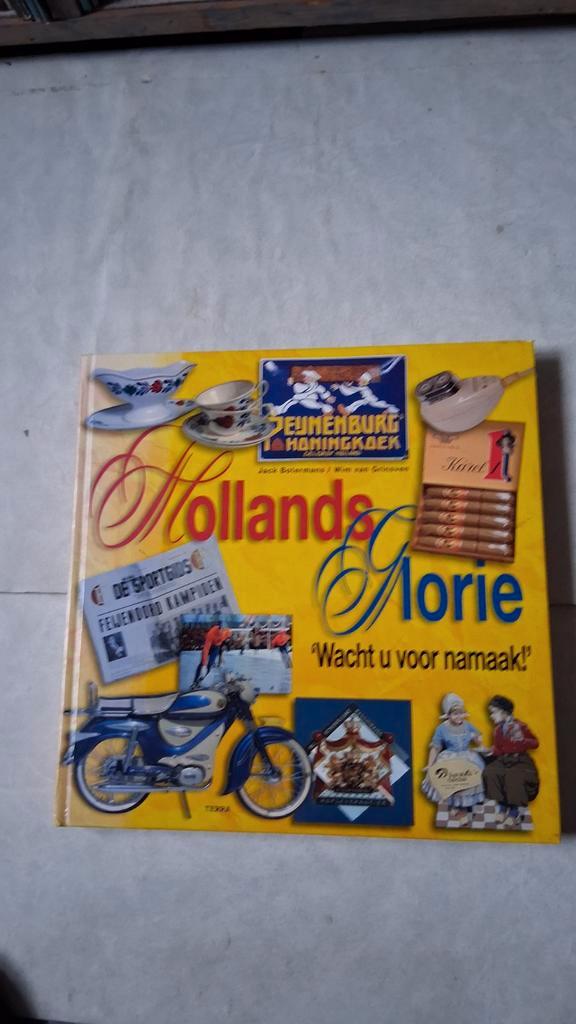 PEIJNENBURG
HONINGKOEK
Jack Botermans / Wim van Grinsven
Karel I
Hollands
Glorie
DE SPORTGIDS
FEIJENOORD KAMPIOEN
'Wacht u voor namaak!'
TERRA